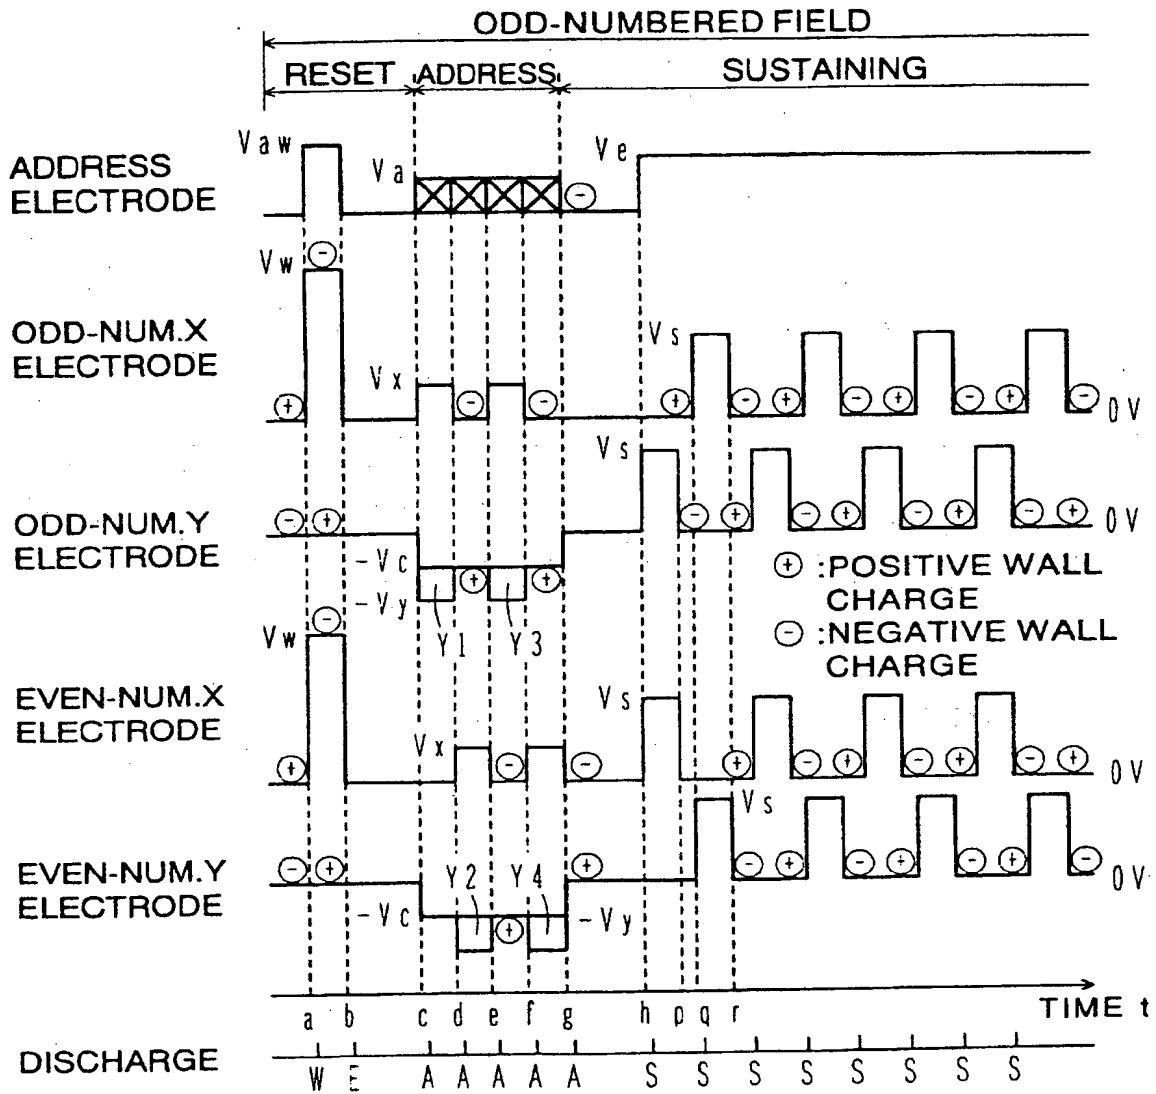 ODD-NUMBERED FIELD
RESET ADDRESS SUSTAINING
Vaw
Va
Ve
ADDRESS
ELECTRODE
-
Vw -
ODD-NUM.X
ELECTRODE
Vx
Vs
+ - - + - + - + - + -
0V
Vs
ODD-NUM.Y
ELECTRODE
- + - + - + - + - +
0V
-Vc
+ +
-Vy
Y1 Y3
+ :POSITIVE WALL
CHARGE
- :NEGATIVE WALL
CHARGE
Vw -
EVEN-NUM.X
ELECTRODE
Vx
Vs
+ - - + - + - + - +
0V
Vs
EVEN-NUM.Y
ELECTRODE
- + + - + - + - + -
0V
Y2 Y4
-Vc
+
-Vy
a b c d e f g h p q r
TIME t
DISCHARGE
W E A A A A A S S S S S S S S